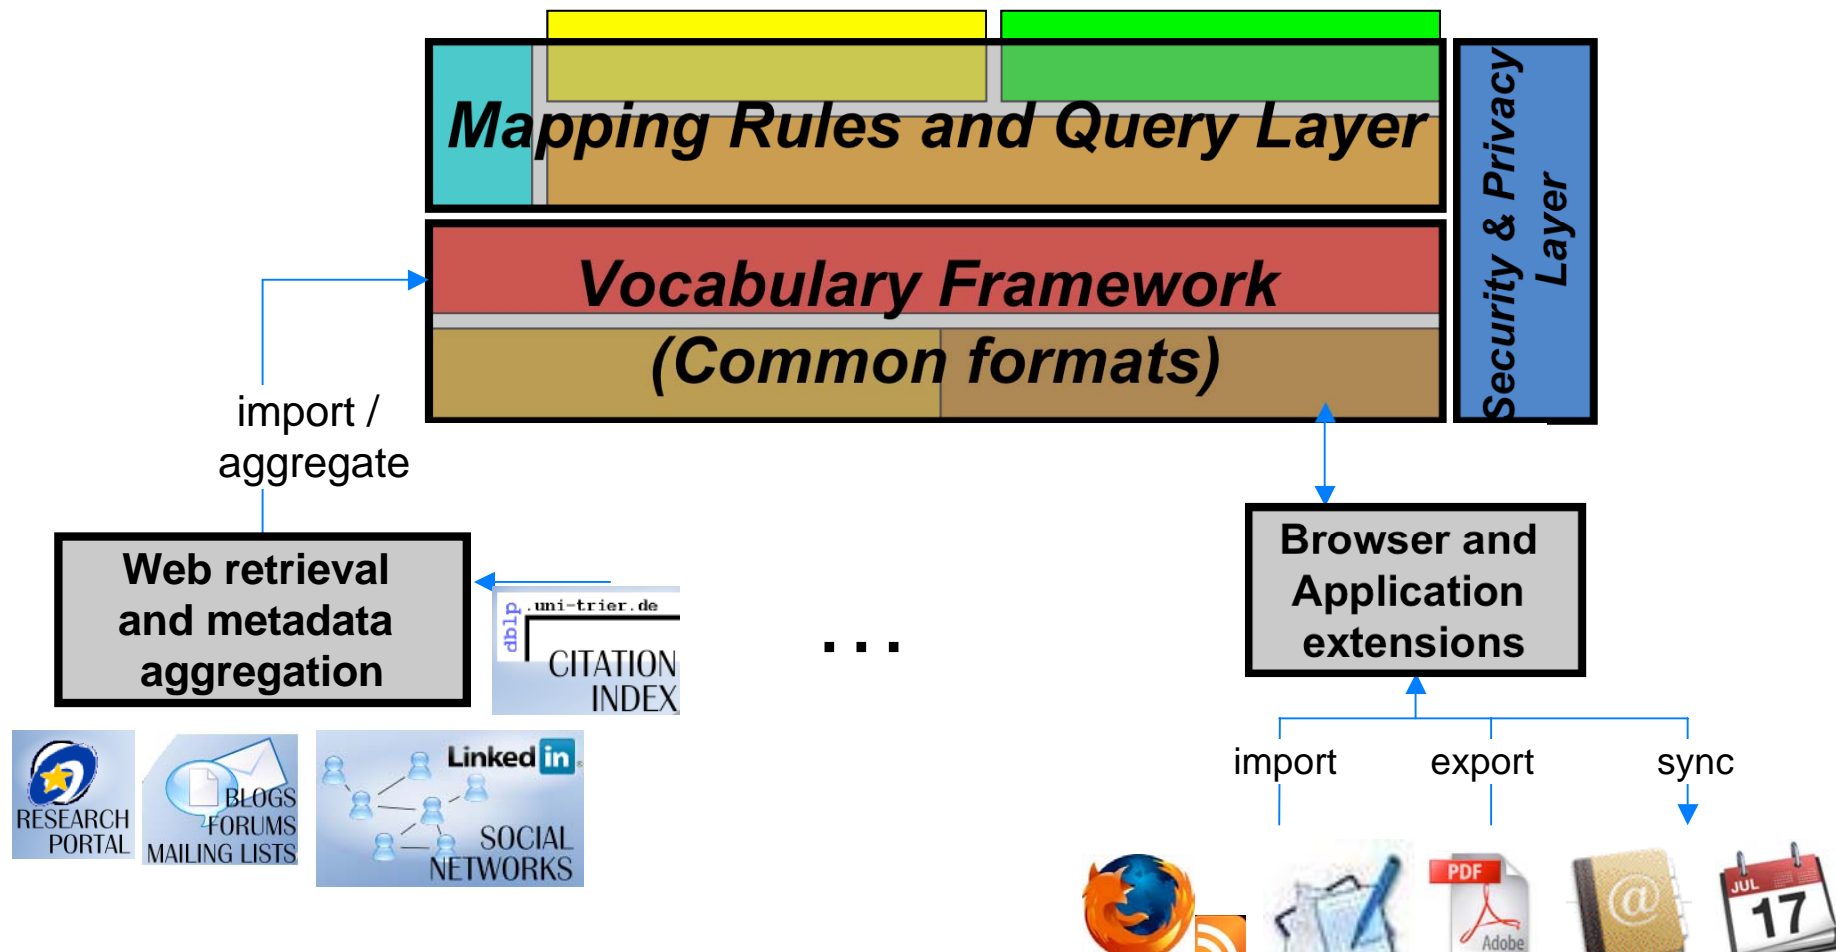 Mapping Rules and Query Layer
Security & Privacy
Layer
Vocabulary Framework
(Common formats)
import /
aggregate
Web retrieval
and metadata
aggregation
dblp
.uni-trier.de
CITATION
INDEX
...
Browser and
Application
extensions
RESEARCH
PORTAL
BLOGS
FORUMS
MAILING LISTS
Linked in
SOCIAL
NETWORKS
import
export
sync
PDF
Adobe
@
JUL
17